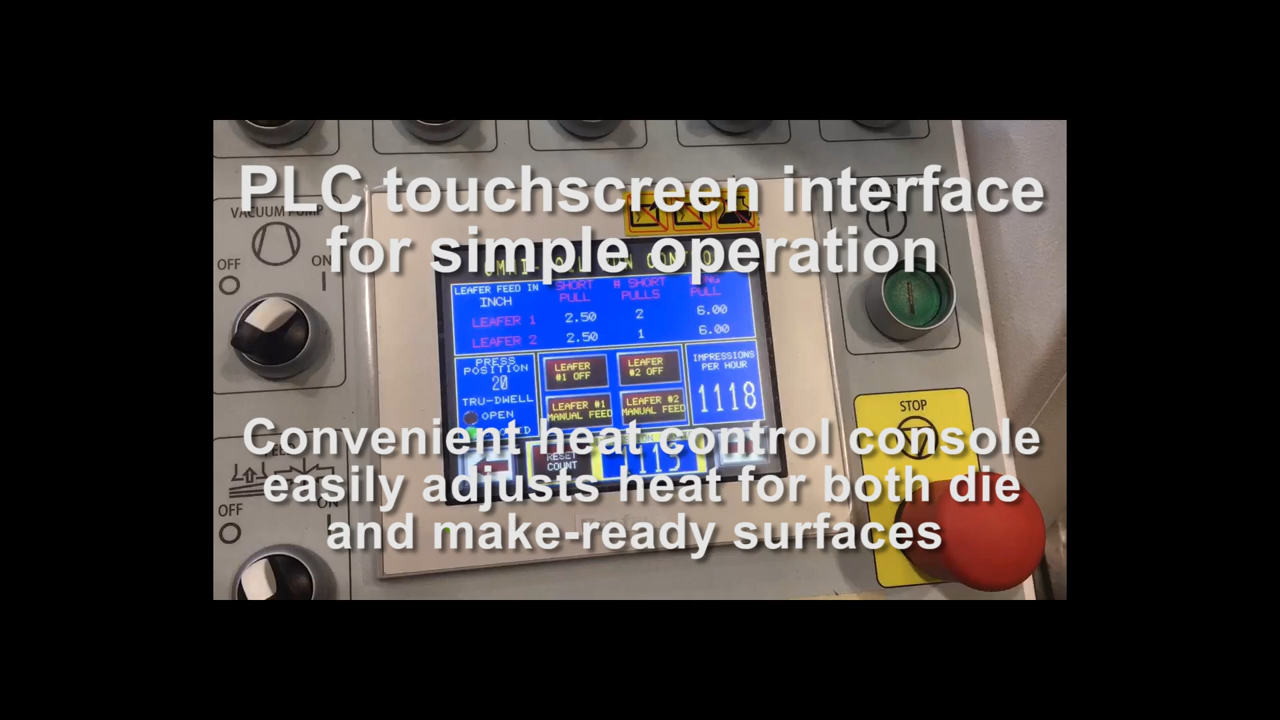 PLC touchscreen interface
for simple operation
VACUUM PUMP
OFF
ON
LEAFER FEED IN
INCH
SHORT
PULL
# SHORT
PULLS
PULL
LEAFER 1 2.50 2 6.00
LEAFER 2 2.50 1 6.00
PRESS
POSITION
20
TRU-DWELL
OPEN
LEAFER
#1 OFF
LEAFER
#2 OFF
LEAFER #1
MANUAL FEED
LEAFER #2
MANUAL FEED
IMPRESSIONS
PER HOUR
1118
RESET
COUNT
STOP
Convenient heat control console
easily adjusts heat for both die
and make-ready surfaces
OFF
ON